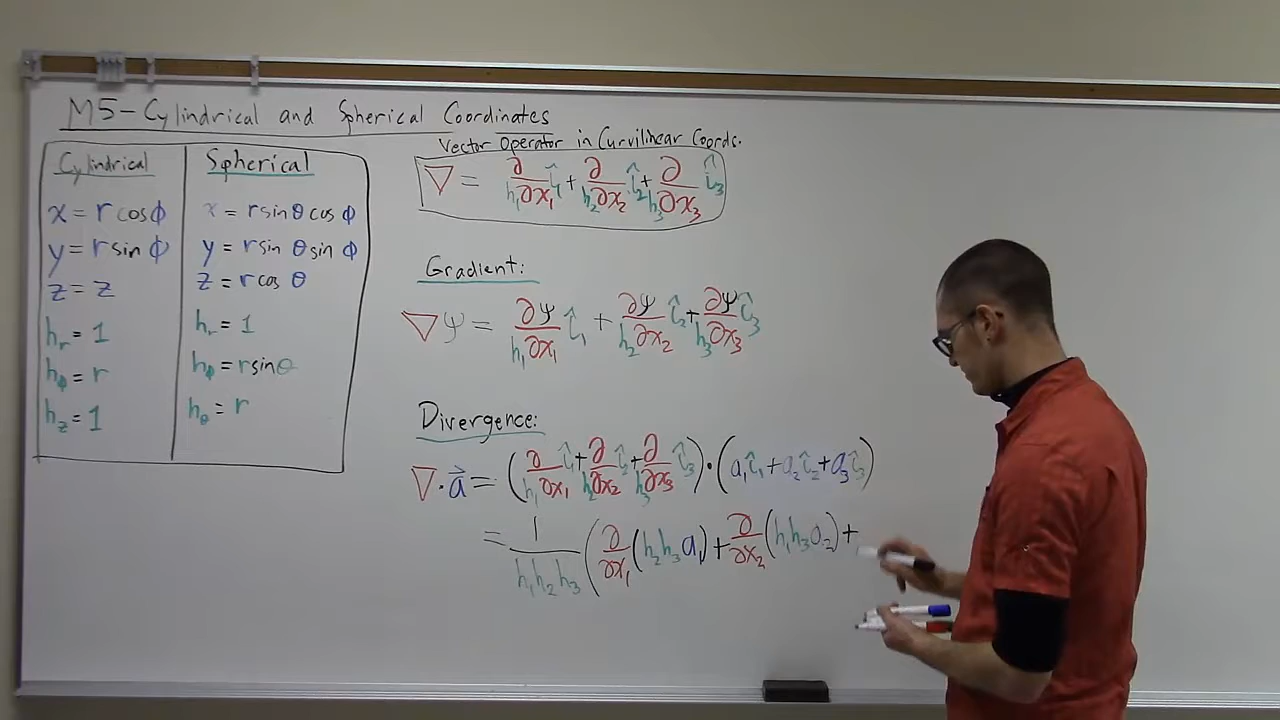 M5-Cylindrical and Spherical Coordinates
Cylindrical
x = r cos ϕ
y = r sin ϕ
z = z
h_r = 1
h_ϕ = r
h_z = 1
Spherical
x = r sin θ cos ϕ
y = r sin θ sin ϕ
z = r cos θ
h_r = 1
h_ϕ = r sin θ
h_θ = r
Vector Operator in Curvilinear Coords.
∇ = ∂/(h₁∂x₁) î₁ + ∂/(h₂∂x₂) î₂ + ∂/(h₃∂x₃) î₃
Gradient:
∇ψ = ∂ψ/(h₁∂x₁) î₁ + ∂ψ/(h₂∂x₂) î₂ + ∂ψ/(h₃∂x₃) î₃
Divergence:
∇·a⃗ = (∂/(h₁∂x₁) î₁ + ∂/(h₂∂x₂) î₂ + ∂/(h₃∂x₃) î₃)·(a₁î₁ + a₂î₂ + a₃î₃)
= 1/(h₁h₂h₃) (∂/∂x₁ (h₂h₃a₁) + ∂/∂x₂ (h₁h₃a₂) +